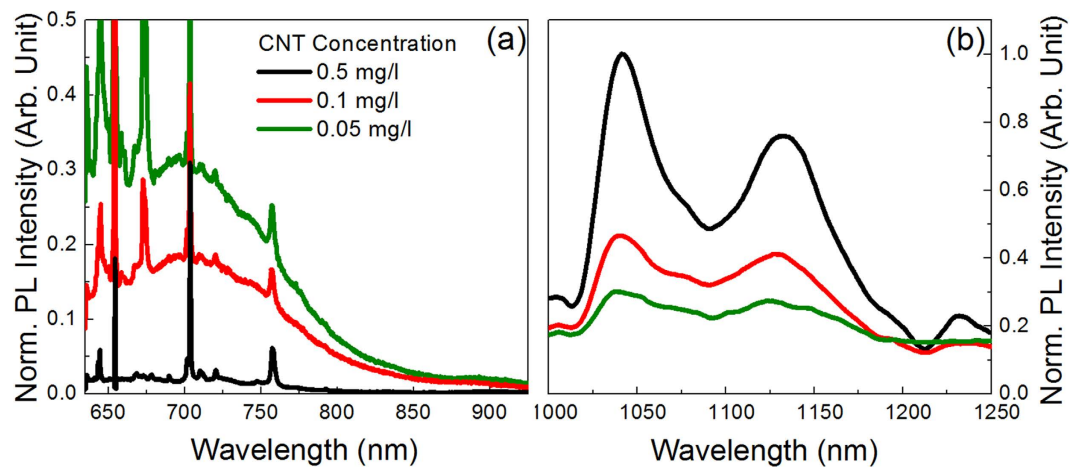 Norm. PL Intensity (Arb. Unit)
0.5
0.4
0.3
0.2
0.1
0.0
CNT Concentration
0.5 mg/l
0.1 mg/l
0.05 mg/l
(a)
650 700 750 800 850 900
Wavelength (nm)
(b)
1.0
0.8
0.6
0.4
0.2
0.0
Norm. PL Intensity (Arb. Unit)
1000 1050 1100 1150 1200 1250
Wavelength (nm)